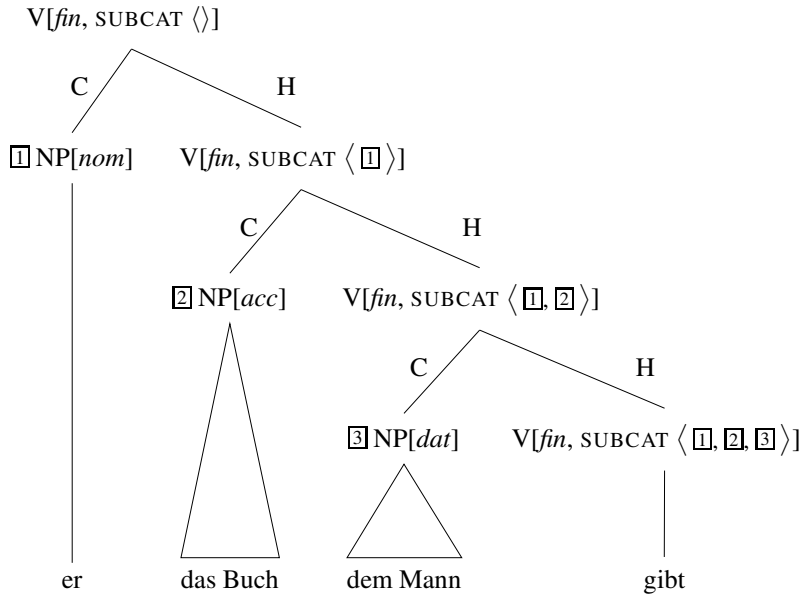 V[fin, SUBCAT ⟨⟩]
C H
[1] NP[nom] V[fin, SUBCAT ⟨ [1] ⟩]
C H
[2] NP[acc] V[fin, SUBCAT ⟨ [1], [2] ⟩]
C H
[3] NP[dat] V[fin, SUBCAT ⟨ [1], [2], [3] ⟩]
er das Buch dem Mann gibt